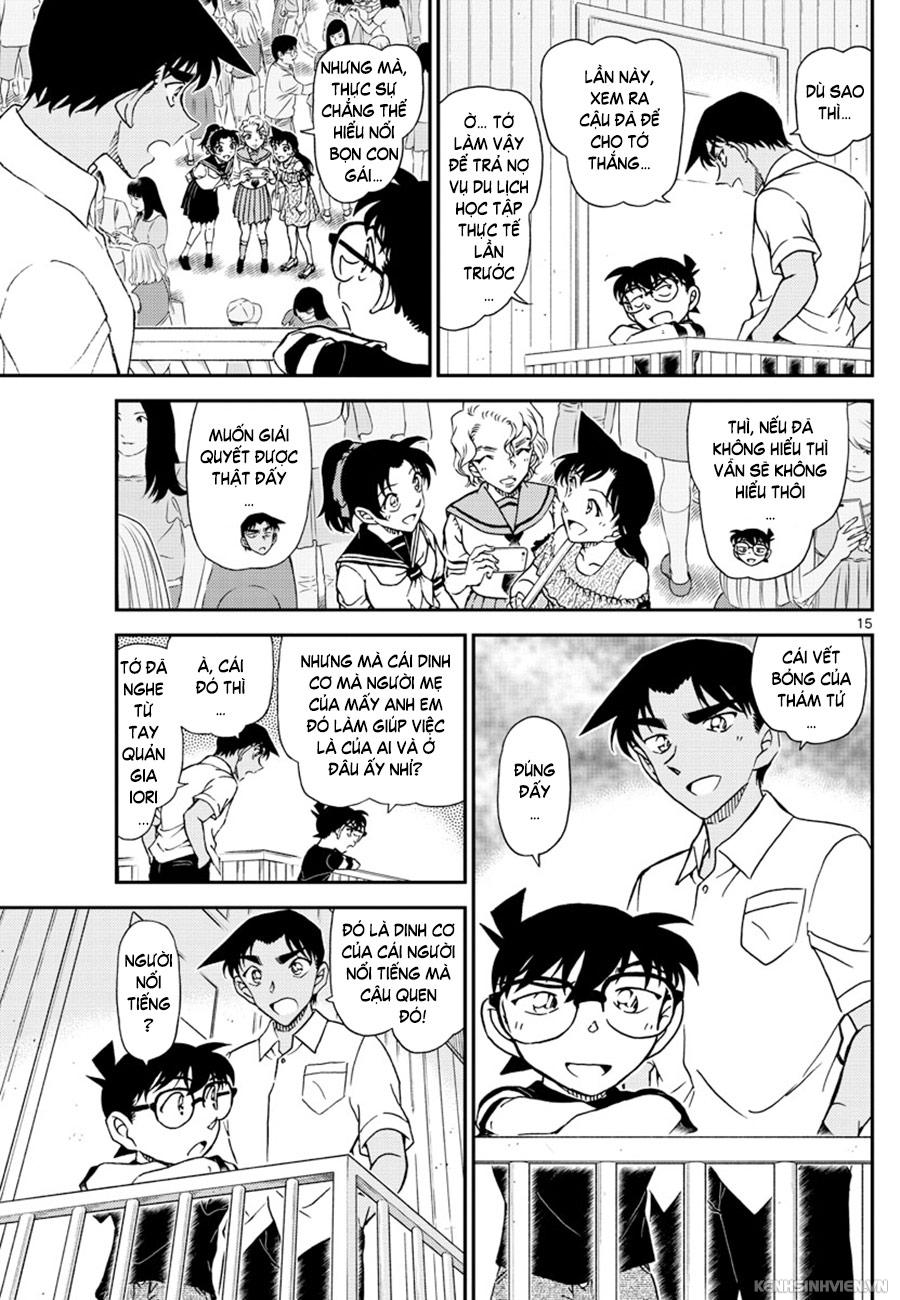 DÙ SAO
THÌ...
LẦN NÀY,
XEM RA
CẬU ĐÃ ĐỂ
CHO TỚ
THẮNG...
Ờ... TỚ
LÀM VẬY
ĐỂ TRẢ NỢ
VỤ DU LỊCH
HỌC TẬP
THỰC TẾ
LẦN
TRƯỚC
...
NHƯNG MÀ,
THỰC SỰ
CHẲNG THỂ
HIỂU NỔI
BỌN CON
GÁI...
THÌ, NẾU ĐÃ
KHÔNG HIỂU THÌ
VẪN SẼ KHÔNG
HIỂU THÔI
...
MUỐN GIẢI
QUYẾT ĐƯỢC
THẬT ĐẤY
...
15
CÁI VẾT
BÓNG CỦA
THÁM TỬ
...
ĐÚNG
ĐẤY
...
NHƯNG MÀ CÁI DINH
CƠ MÀ NGƯỜI MẸ
CỦA MẤY ANH EM
ĐÓ LÀM GIÚP VIỆC
LÀ CỦA AI VÀ Ở
ĐÂU ẤY NHỈ?
À, CÁI
ĐÓ THÌ
...
TỚ ĐÃ
NGHE
TỪ
TAY
QUẢN
GIA
IORI
...
ĐÓ LÀ DINH CƠ
CỦA CÁI NGƯỜI
NỔI TIẾNG MÀ
CẬU QUEN
ĐÓ!
NGƯỜI
NỔI
TIẾNG
?
KENHSINHVIEN.VN